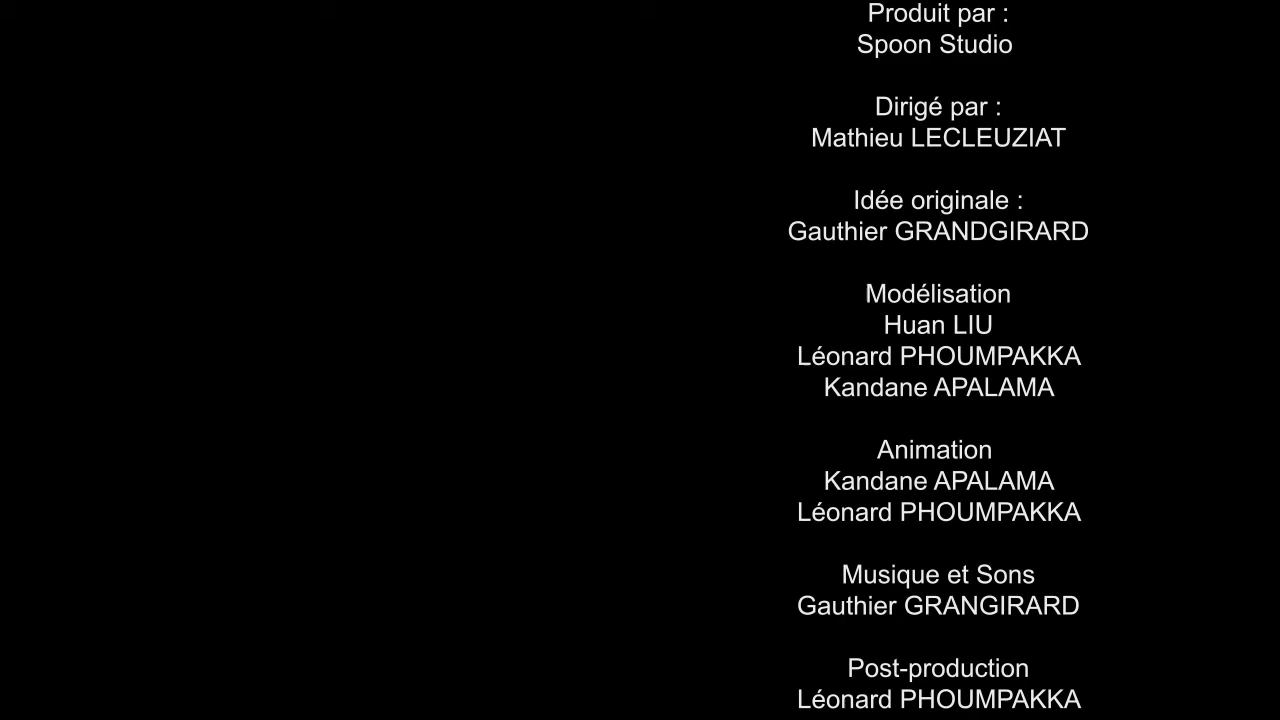 Produit par :
Spoon Studio
Dirigé par :
Mathieu LECLEUZIAT
Idée originale :
Gauthier GRANDGIRARD
Modélisation
Huan LIU
Léonard PHOUMPAKKA
Kandane APALAMA
Animation
Kandane APALAMA
Léonard PHOUMPAKKA
Musique et Sons
Gauthier GRANGIRARD
Post-production
Léonard PHOUMPAKKA